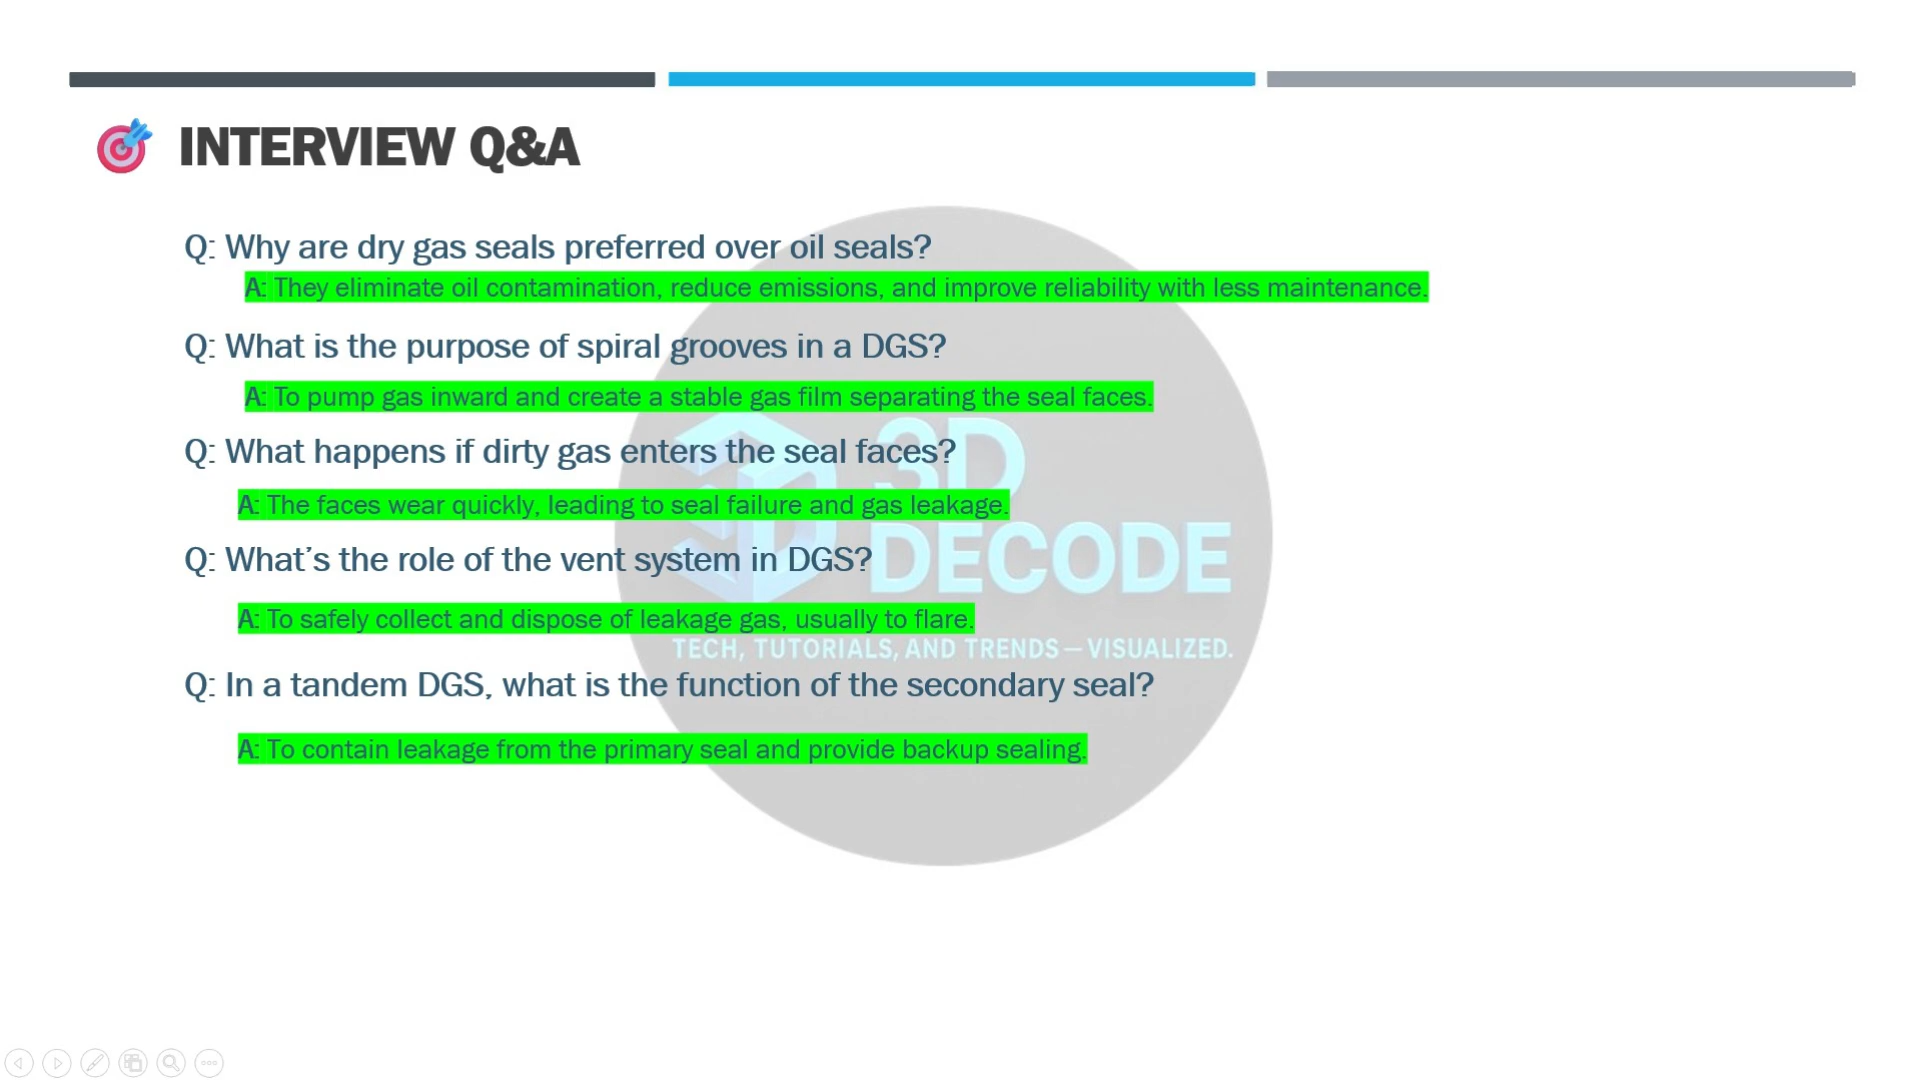 INTERVIEW Q&A
Q: Why are dry gas seals preferred over oil seals?
A: They eliminate oil contamination, reduce emissions, and improve reliability with less maintenance.
Q: What is the purpose of spiral grooves in a DGS?
A: To pump gas inward and create a stable gas film separating the seal faces.
Q: What happens if dirty gas enters the seal faces?
3D
A: The faces wear quickly, leading to seal failure and gas leakage.
DECODE
Q: What’s the role of the vent system in DGS?
A: To safely collect and dispose of leakage gas, usually to flare.
TECH, TUTORIALS, AND TRENDS – VISUALIZED.
Q: In a tandem DGS, what is the function of the secondary seal?
A: To contain leakage from the primary seal and provide backup sealing.